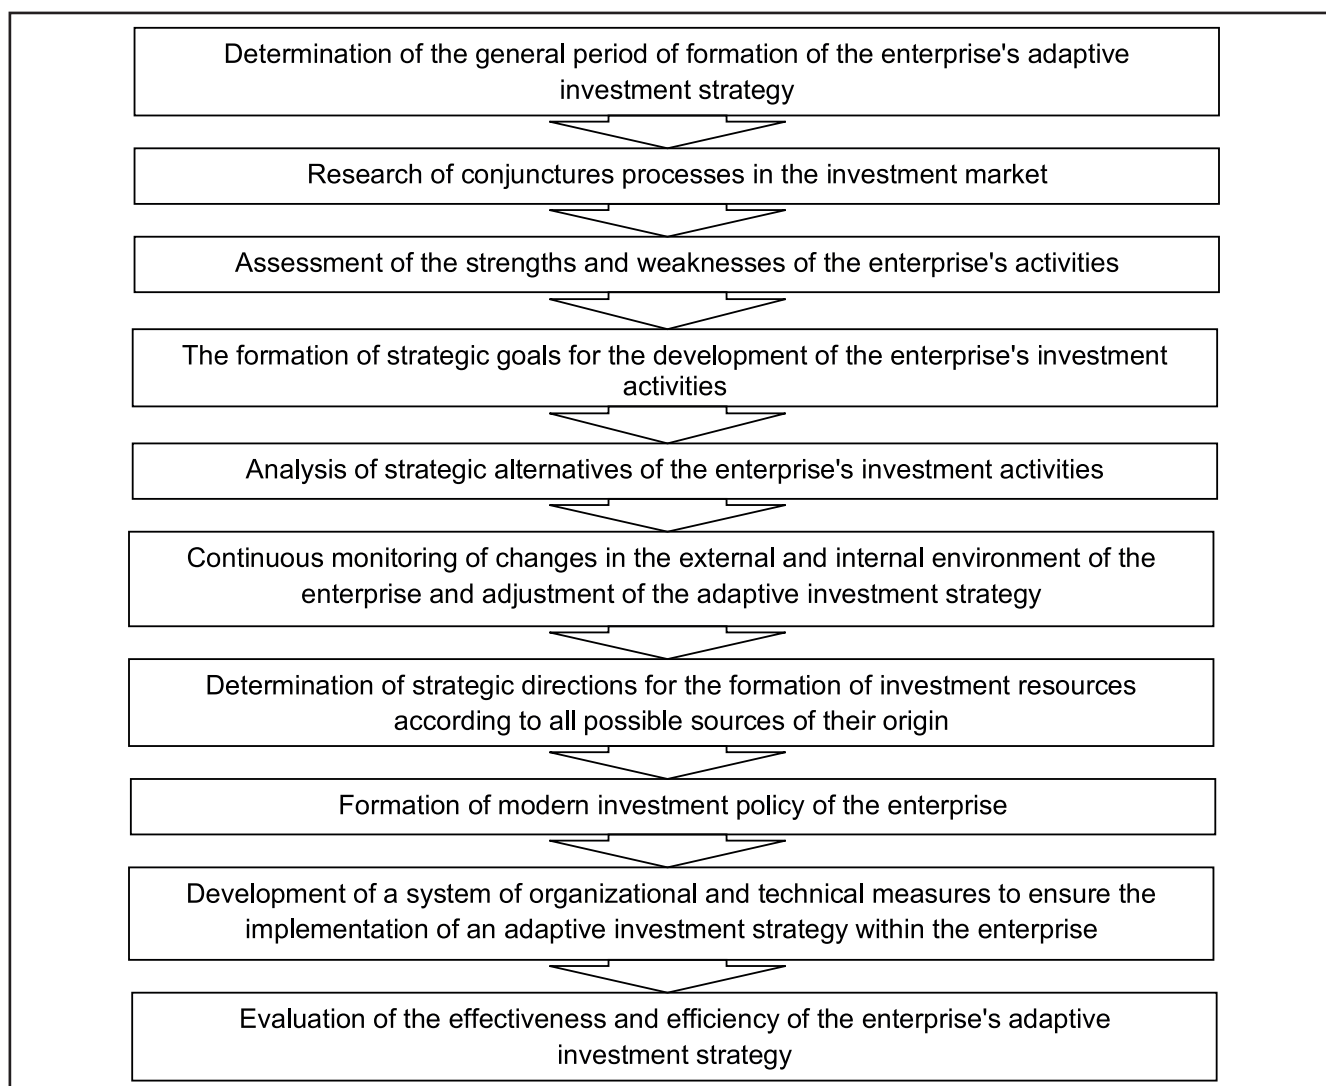 Determination of the general period of formation of the enterprise's adaptive
investment strategy
Research of conjunctures processes in the investment market
Assessment of the strengths and weaknesses of the enterprise's activities
The formation of strategic goals for the development of the enterprise's investment
activities
Analysis of strategic alternatives of the enterprise's investment activities
Continuous monitoring of changes in the external and internal environment of the
enterprise and adjustment of the adaptive investment strategy
Determination of strategic directions for the formation of investment resources
according to all possible sources of their origin
Formation of modern investment policy of the enterprise
Development of a system of organizational and technical measures to ensure the
implementation of an adaptive investment strategy within the enterprise
Evaluation of the effectiveness and efficiency of the enterprise's adaptive
investment strategy